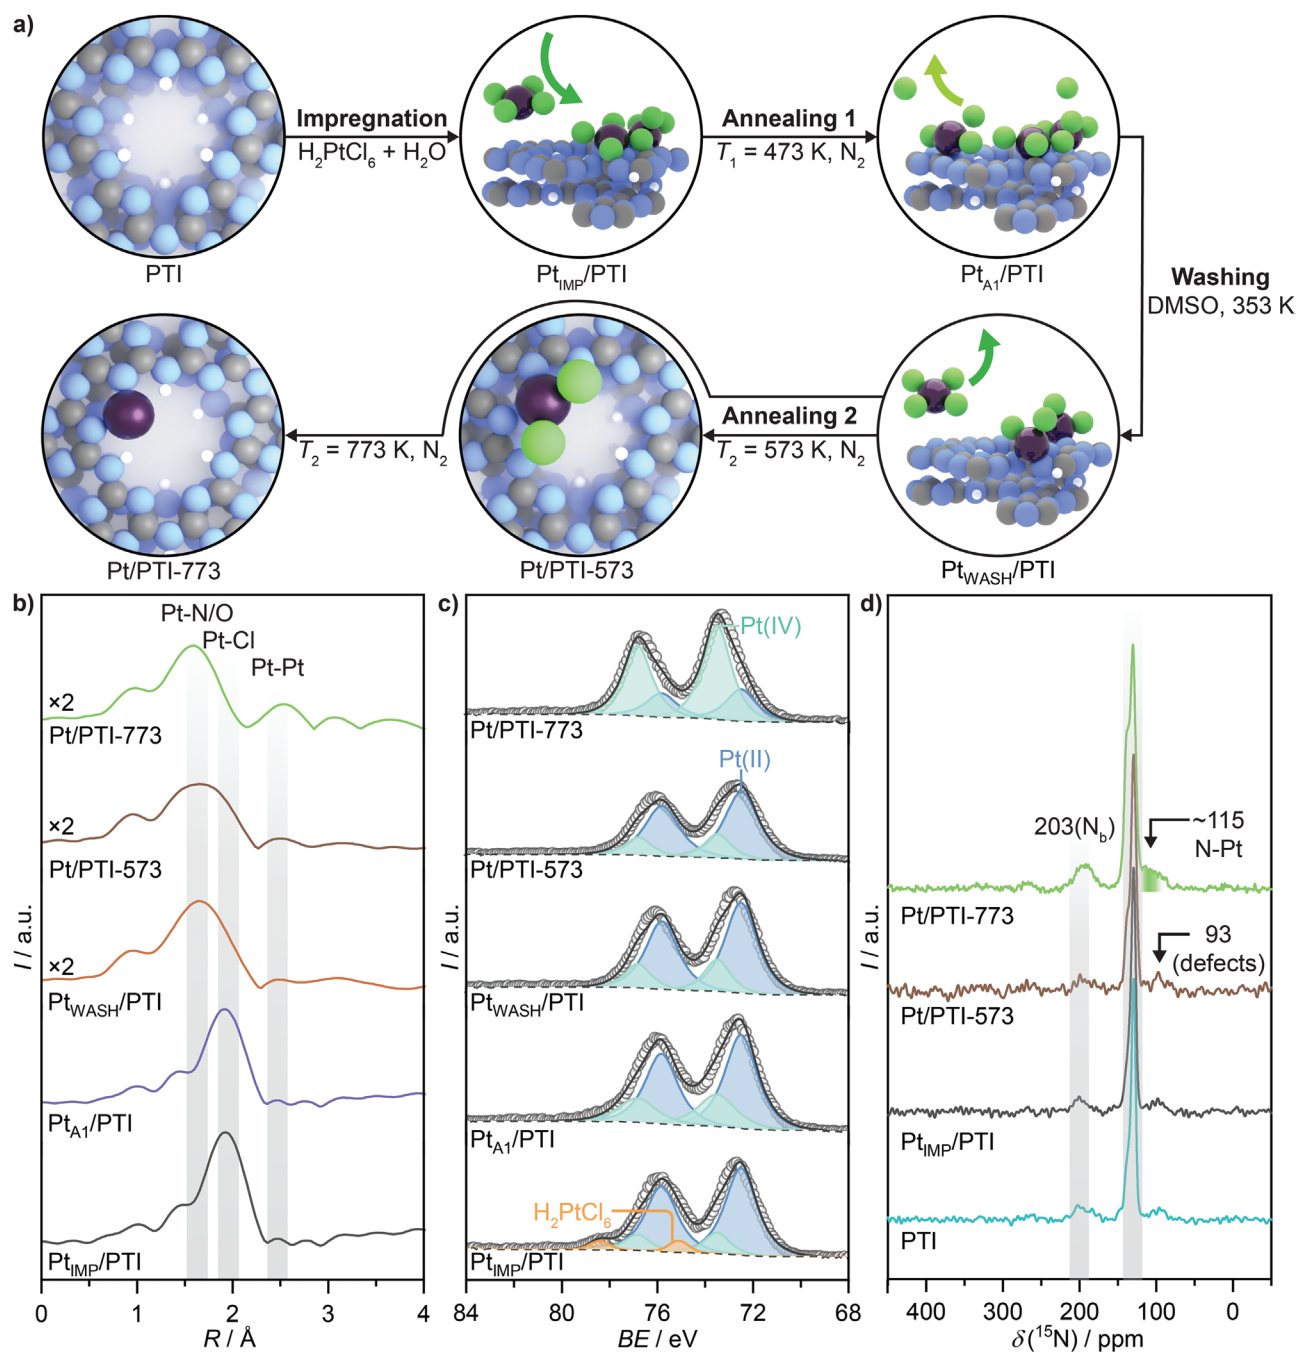 a)
Impregnation
H2PtCl6 + H2O
Annealing 1
T1 = 473 K, N2
PTI
PtIMP/PTI
PtA1/PTI
Washing
DMSO, 353 K
Annealing 2
T2 = 773 K, N2
T2 = 573 K, N2
Pt/PTI-773
Pt/PTI-573
PtWASH/PTI
b)
Pt-N/O
Pt-Cl
Pt-Pt
×2
Pt/PTI-773
×2
Pt/PTI-573
×2
PtWASH/PTI
PtA1/PTI
PtIMP/PTI
I / a.u.
0 1 2 3 4
R / Å
c)
Pt(IV)
Pt/PTI-773
Pt(II)
Pt/PTI-573
PtWASH/PTI
PtA1/PTI
H2PtCl6
PtIMP/PTI
I / a.u.
84 80 76 72 68
BE / eV
d)
203(Nb)
~115
N-Pt
Pt/PTI-773
93
(defects)
Pt/PTI-573
PtIMP/PTI
PTI
I / a.u.
400 300 200 100 0
δ(15N) / ppm